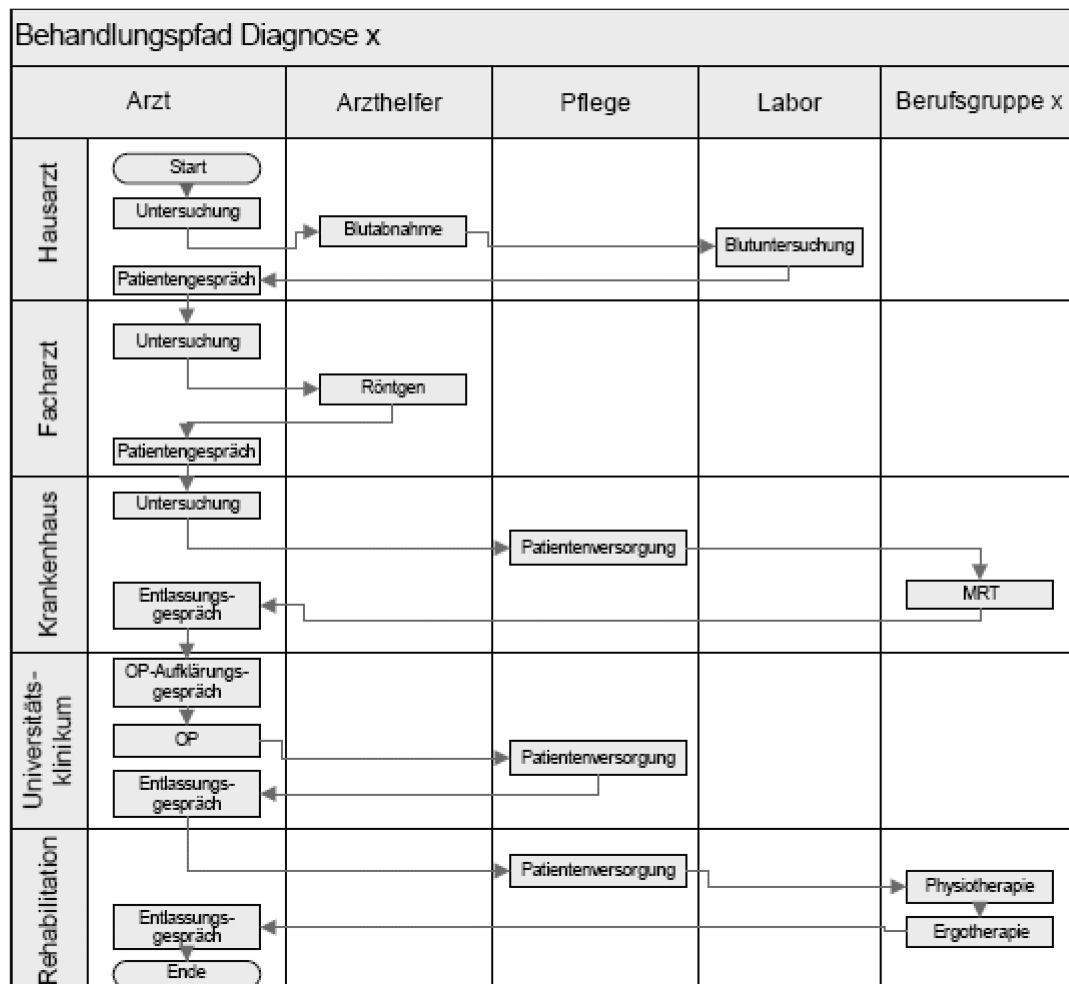 Behandlungspfad Diagnose x
Arzt
Arzthelfer
Pflege
Labor
Berufsgruppe x
Hausarzt
Start
Untersuchung
Blutabnahme
Blutuntersuchung
Patientengespräch
Facharzt
Untersuchung
Röntgen
Patientengespräch
Krankenhaus
Untersuchung
Patientenversorgung
MRT
Entlassungs-
gespräch
Universitäts-
klinikum
OP-Aufklärungs-
gespräch
OP
Patientenversorgung
Entlassungs-
gespräch
Rehabilitation
Patientenversorgung
Physiotherapie
Ergotherapie
Entlassungs-
gespräch
Ende